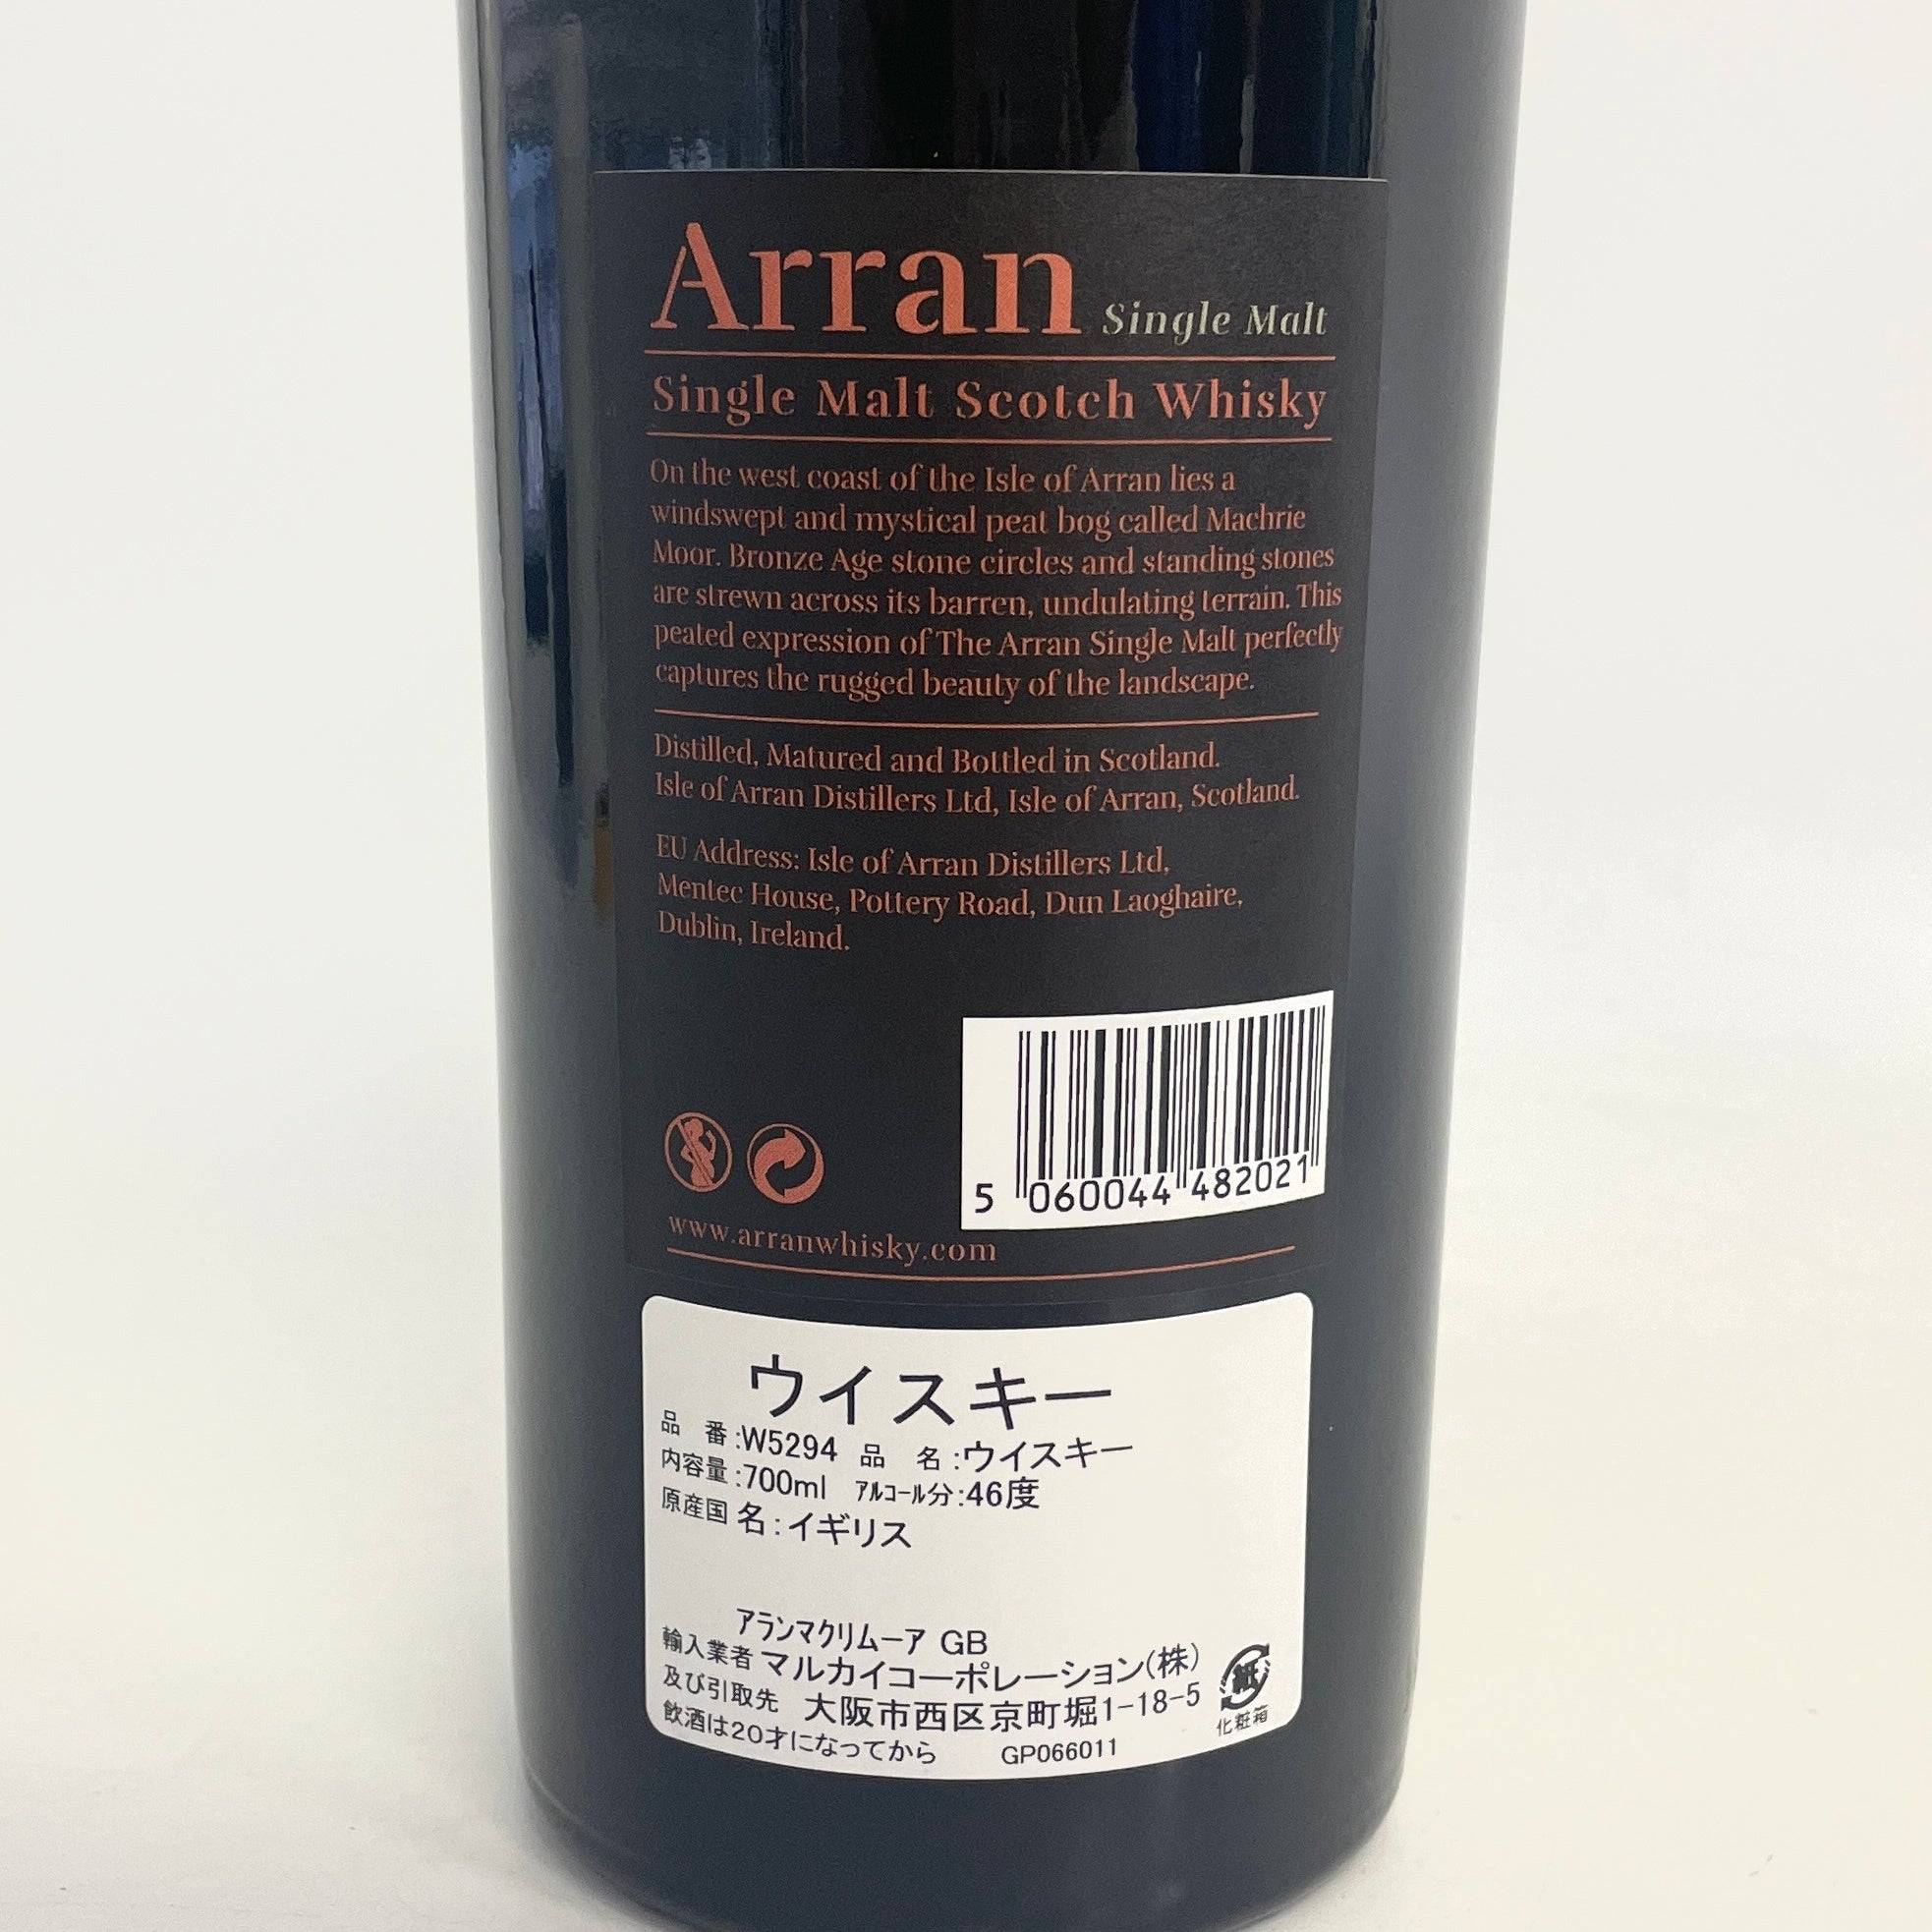 Arran Single Malt
Single Malt Scotch Whisky
On the west coast of the Isle of Arran lies a
windswept and mystical peat bog called Machrie
Moor. Bronze Age stone circles and standing stones
are strewn across its barren, undulating terrain. This
peated expression of The Arran Single Malt perfectly
captures the rugged beauty of the landscape.
Distilled, Matured and Bottled in Scotland.
Isle of Arran Distillers Ltd, Isle of Arran, Scotland.
EU Address: Isle of Arran Distillers Ltd,
Mentec House, Pottery Road, Dun Laoghaire,
Dublin, Ireland.
5 060044 482021
www.arranwhisky.com
ウイスキー
品 番:W5294 品 名:ウイスキー
内容量:700ml ｱﾙｺｰﾙ分:46度
原産国名:イギリス
ｱﾗﾝﾏｸﾘﾑｰｱ GB
輸入業者 マルカイコーポレーション(株)
及び引取先 大阪市西区京町堀1-18-5
飲酒は20才になってから GP066011
紙
化粧箱